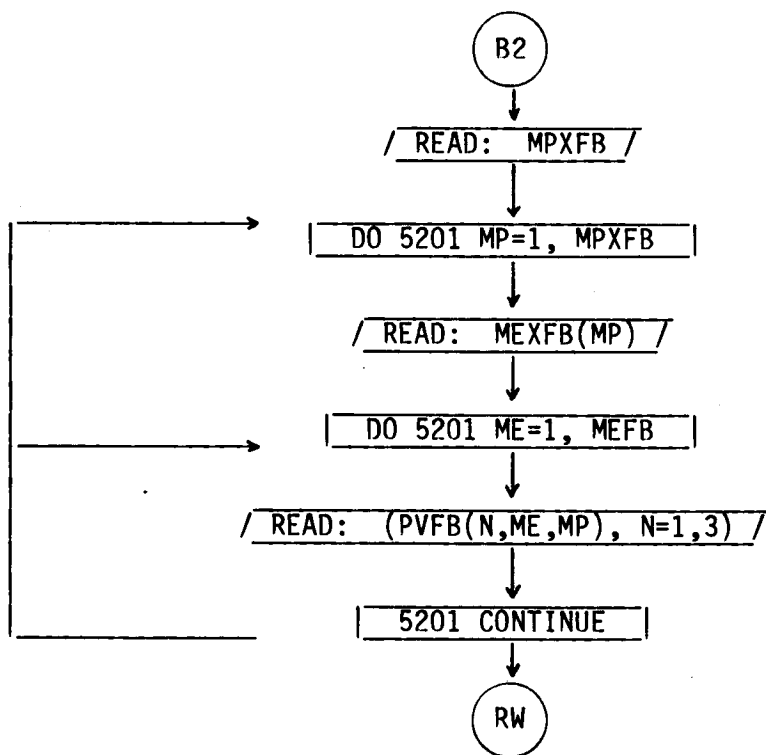 B2
/ READ: MPXFB /
| DO 5201 MP=1, MPXFB |
/ READ: MEXFB(MP) /
| DO 5201 ME=1, MEFB |
/ READ: (PVFB(N,ME,MP), N=1,3) /
| 5201 CONTINUE |
RW